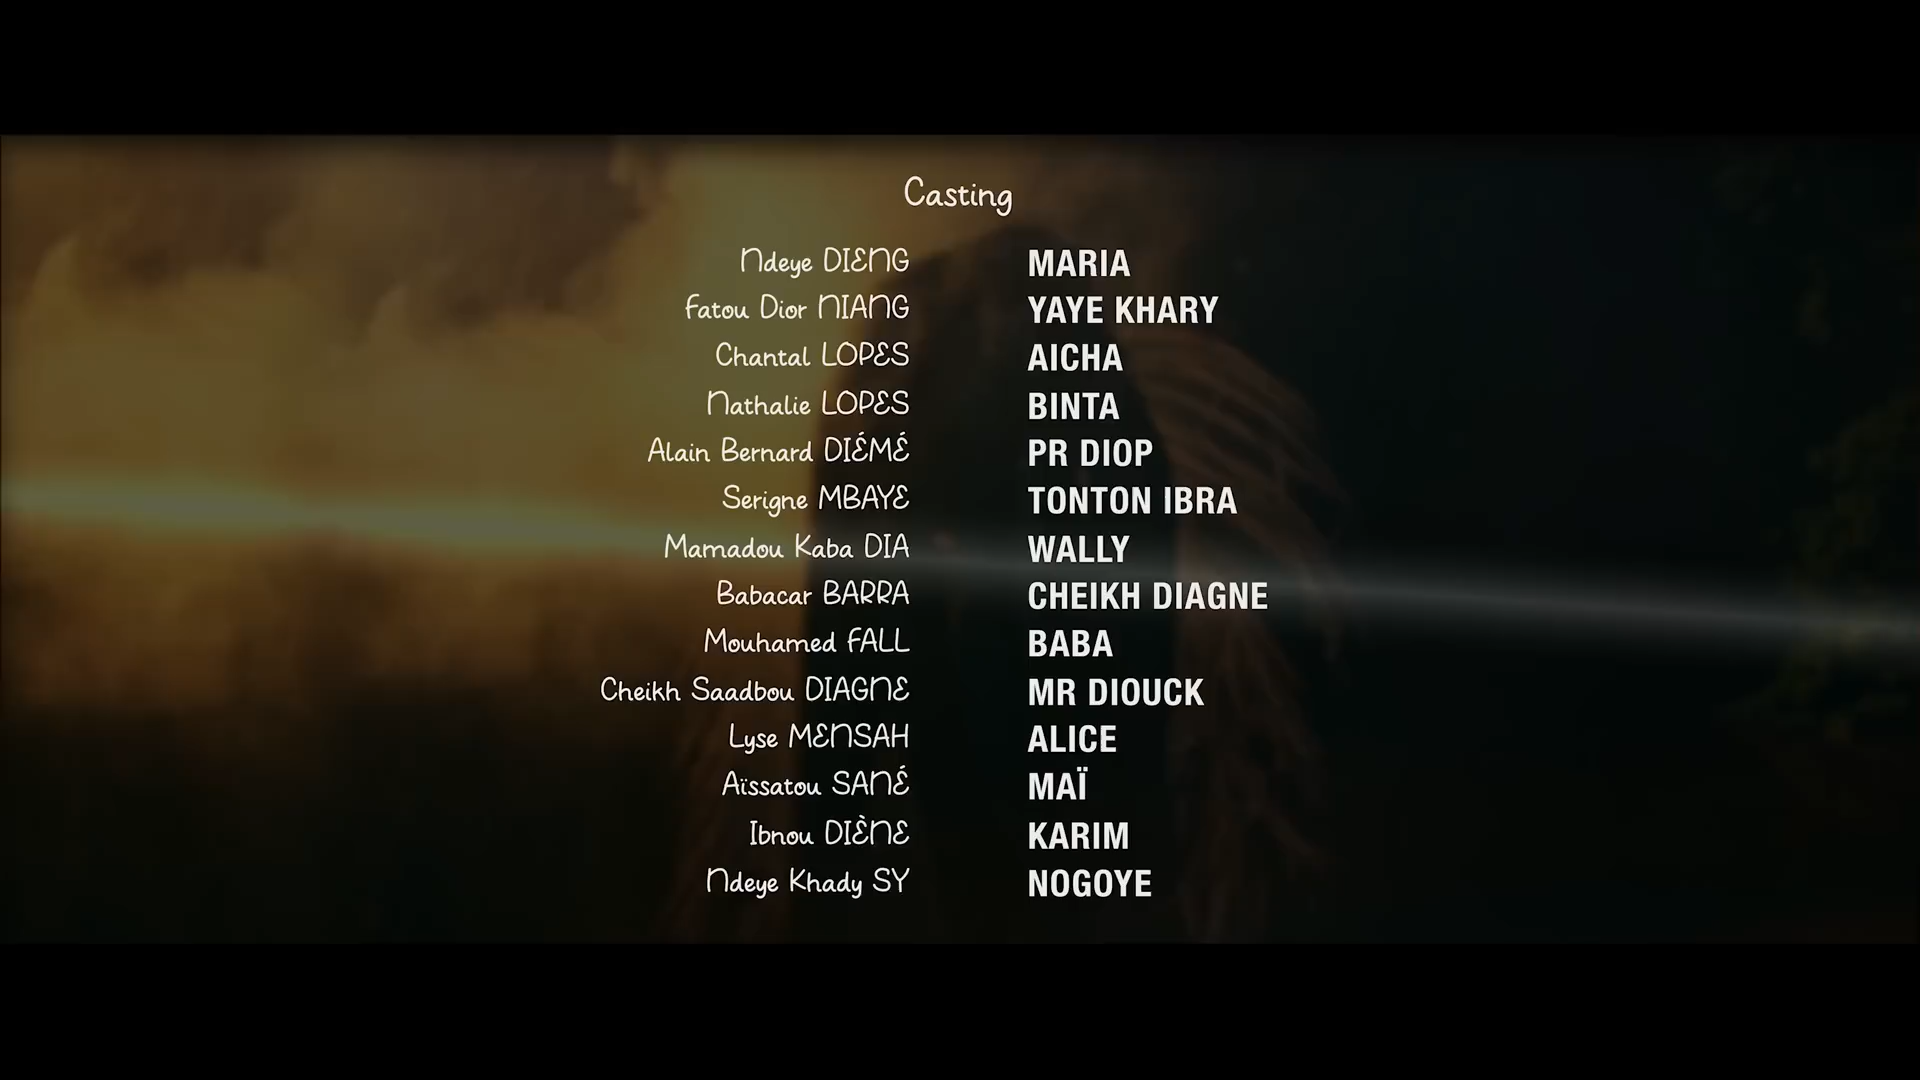 Casting
Ndeye DIENG MARIA
Fatou Dior NIANG YAYE KHARY
Chantal LOPES AICHA
Nathalie LOPES BINTA
Alain Bernard DIÉMÉ PR DIOP
Serigne MBAYE TONTON IBRA
Mamadou Kaba DIA WALLY
Babacar BARRA CHEIKH DIAGNE
Mouhamed FALL BABA
Cheikh Saadbou DIAGNE MR DIOUCK
Lyse MENSAH ALICE
Aïssatou SANÉ MAÏ
Ibnou DIÈNE KARIM
Ndeye Khady SY NOGOYE